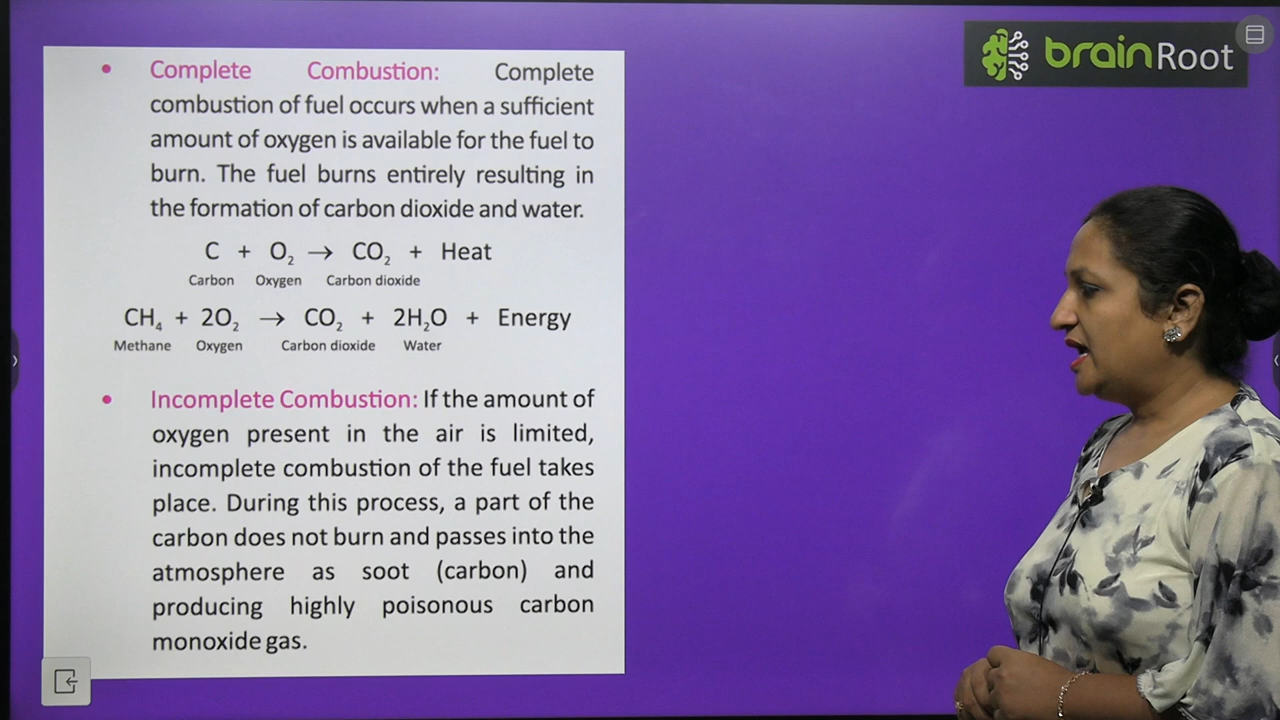 brainRoot
• Complete Combustion: Complete
combustion of fuel occurs when a sufficient
amount of oxygen is available for the fuel to
burn. The fuel burns entirely resulting in
the formation of carbon dioxide and water.
C + O₂ → CO₂ + Heat
Carbon Oxygen Carbon dioxide
CH₄ + 2O₂ → CO₂ + 2H₂O + Energy
Methane Oxygen Carbon dioxide Water
• Incomplete Combustion: If the amount of
oxygen present in the air is limited,
incomplete combustion of the fuel takes
place. During this process, a part of the
carbon does not burn and passes into the
atmosphere as soot (carbon) and
producing highly poisonous carbon
monoxide gas.